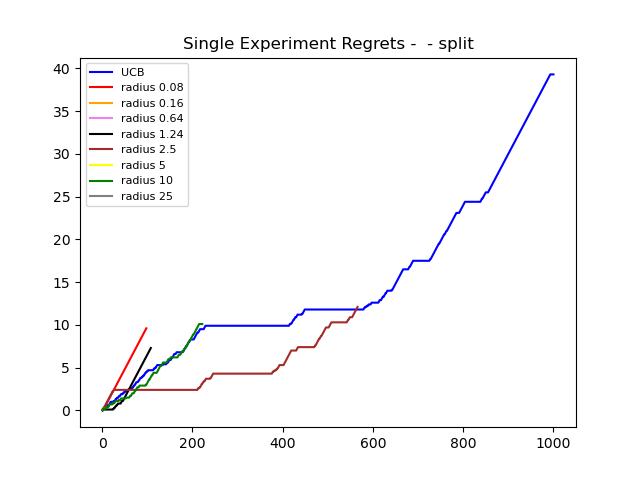 Single Experiment Regrets -  - split
UCB
radius 0.08
radius 0.16
radius 0.64
radius 1.24
radius 2.5
radius 5
radius 10
radius 25
40
35
30
25
20
15
10
5
0
0 200 400 600 800 1000